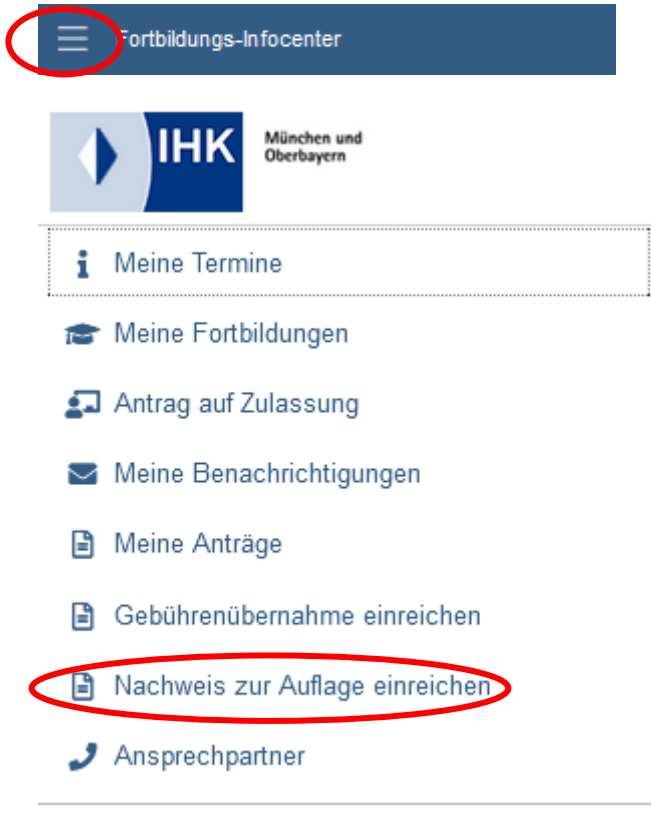 Fortbildungs-Infocenter
IHK
München und
Oberbayern
Meine Termine
Meine Fortbildungen
Antrag auf Zulassung
Meine Benachrichtigungen
Meine Anträge
Gebührenübernahme einreichen
Nachweis zur Auflage einreichen
Ansprechpartner